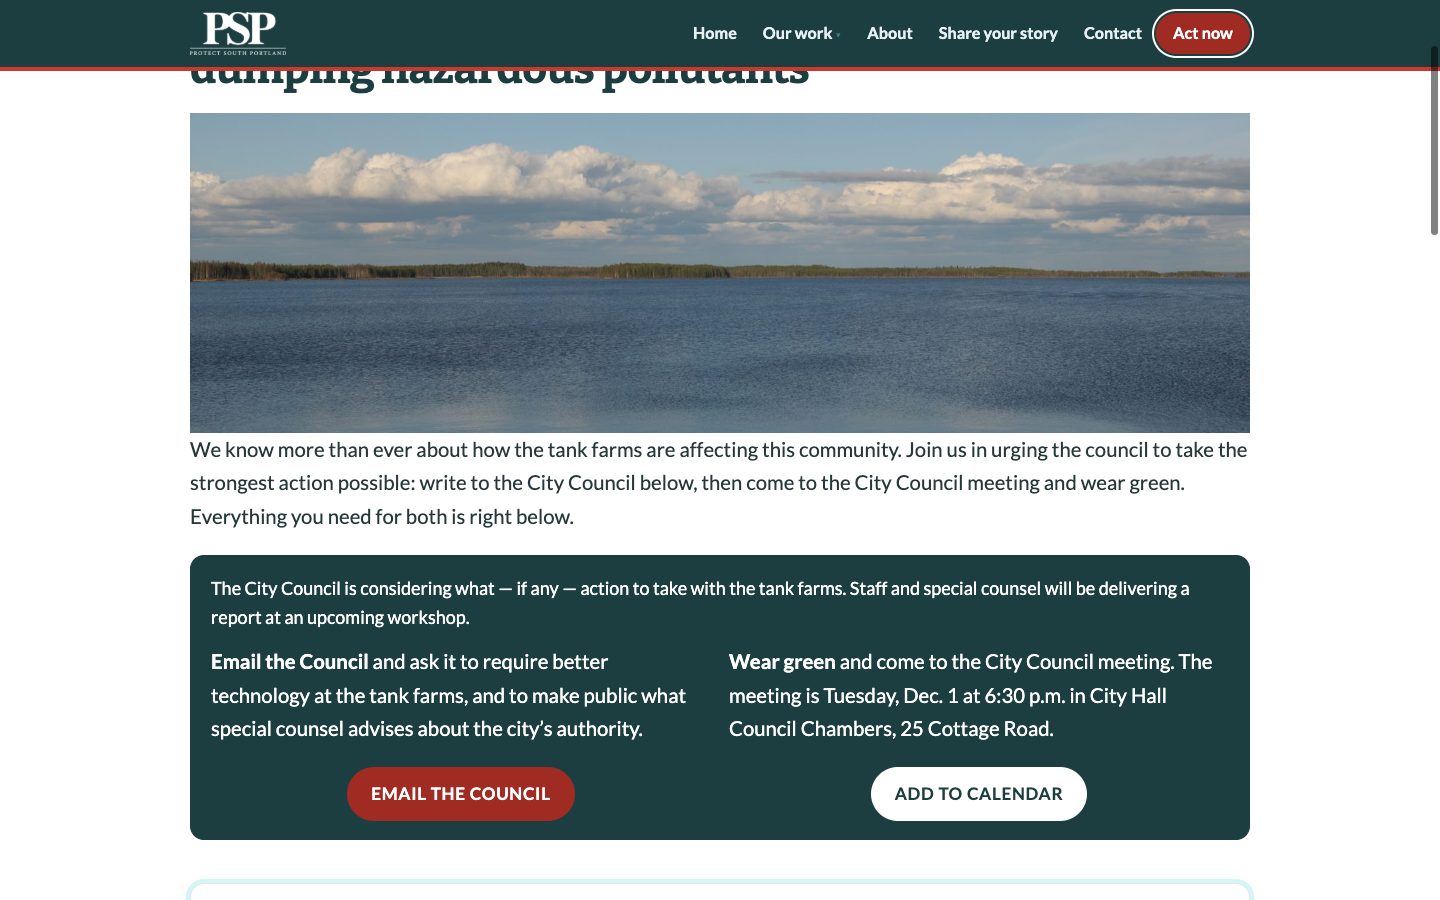 PSP
PROTECT SOUTH PORTLAND
Home
Our work
About
Share your story
Contact
Act now
dumping hazardous pollutants
We know more than ever about how the tank farms are affecting this community. Join us in urging the council to take the
strongest action possible: write to the City Council below, then come to the City Council meeting and wear green.
Everything you need for both is right below.
The City Council is considering what — if any — action to take with the tank farms. Staff and special counsel will be delivering a
report at an upcoming workshop.
Email the Council and ask it to require better
technology at the tank farms, and to make public what
special counsel advises about the city’s authority.
EMAIL THE COUNCIL
Wear green and come to the City Council meeting. The
meeting is Tuesday, Dec. 1 at 6:30 p.m. in City Hall
Council Chambers, 25 Cottage Road.
ADD TO CALENDAR